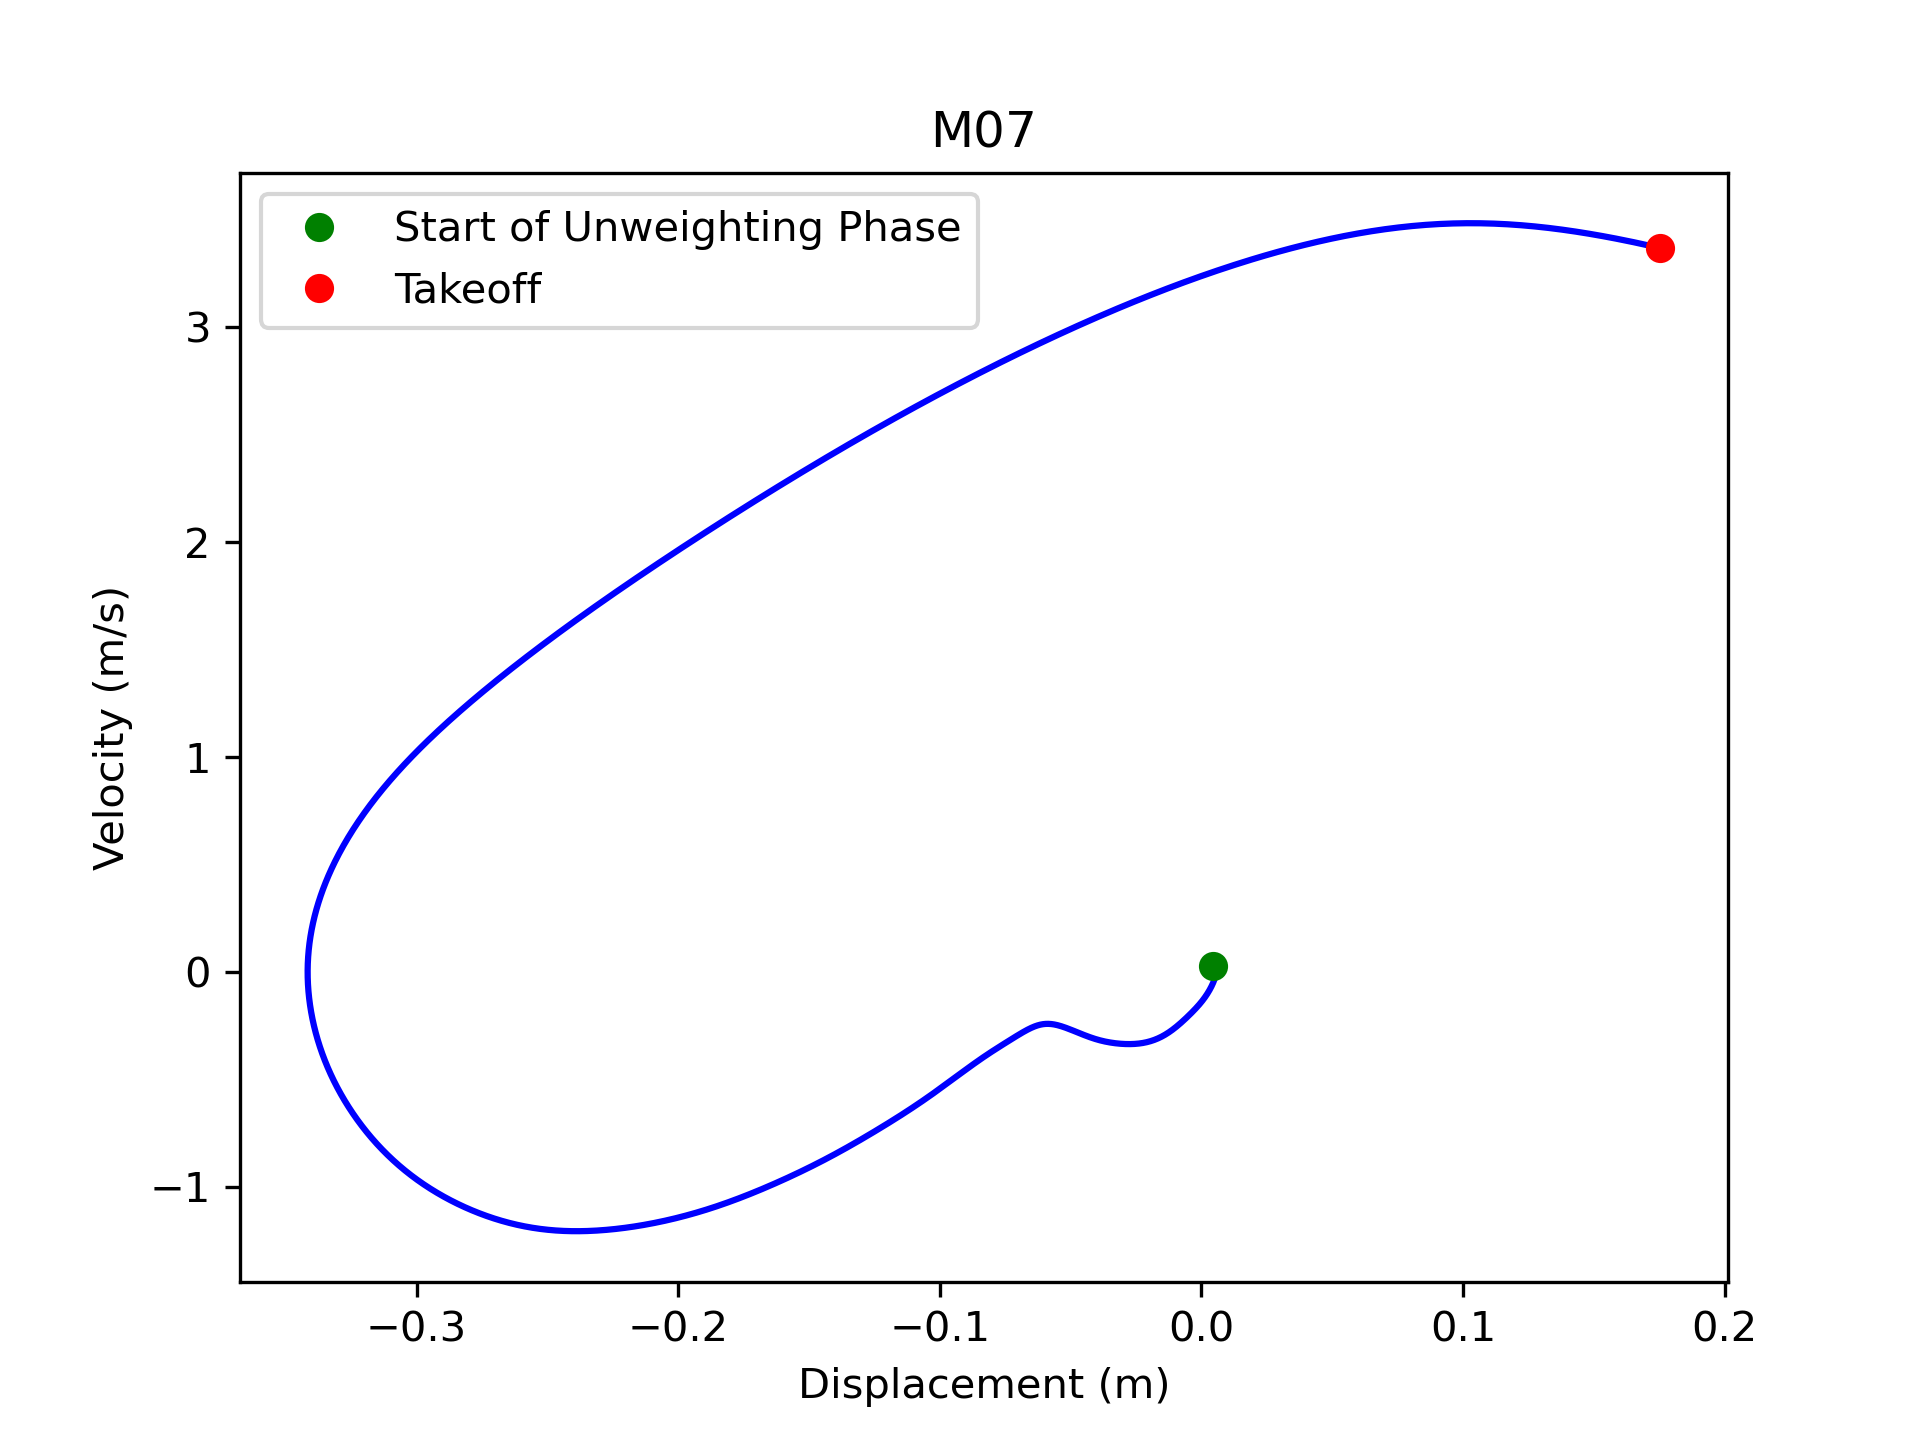 M07
Start of Unweighting Phase
Takeoff
3
2
1
0
−1
Velocity (m/s)
−0.3 −0.2 −0.1 0.0 0.1 0.2
Displacement (m)